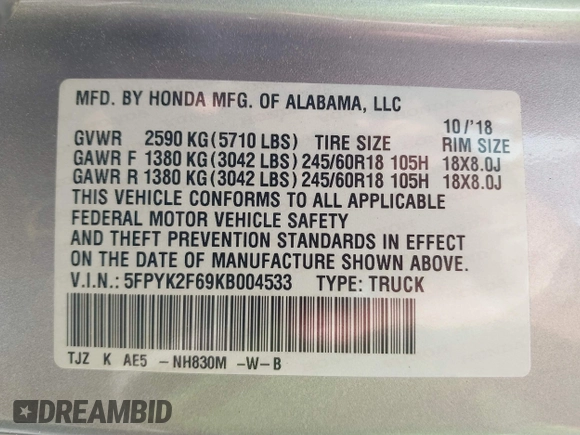 MFD. BY HONDA MFG. OF ALABAMA, LLC
10/'18
GVWR 2590 KG(5710 LBS) TIRE SIZE RIM SIZE
GAWR F 1380 KG(3042 LBS) 245/60R18 105H 18X8.0J
GAWR R 1380 KG(3042 LBS) 245/60R18 105H 18X8.0J
THIS VEHICLE CONFORMS TO ALL APPLICABLE
FEDERAL MOTOR VEHICLE SAFETY
AND THEFT PREVENTION STANDARDS IN EFFECT
ON THE DATE OF MANUFACTURE SHOWN ABOVE.
V.I.N.: 5FPYK2F69KB004533 TYPE: TRUCK
TJZ K AE5 -NH830M -W-B
DREAMBID